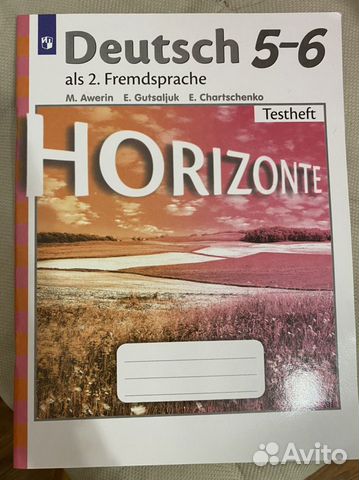 Deutsch 5–6
als 2. Fremdsprache
M. Awerin E. Gutsaljuk E. Chartschenko
Testheft
HORIZONTE
Avito